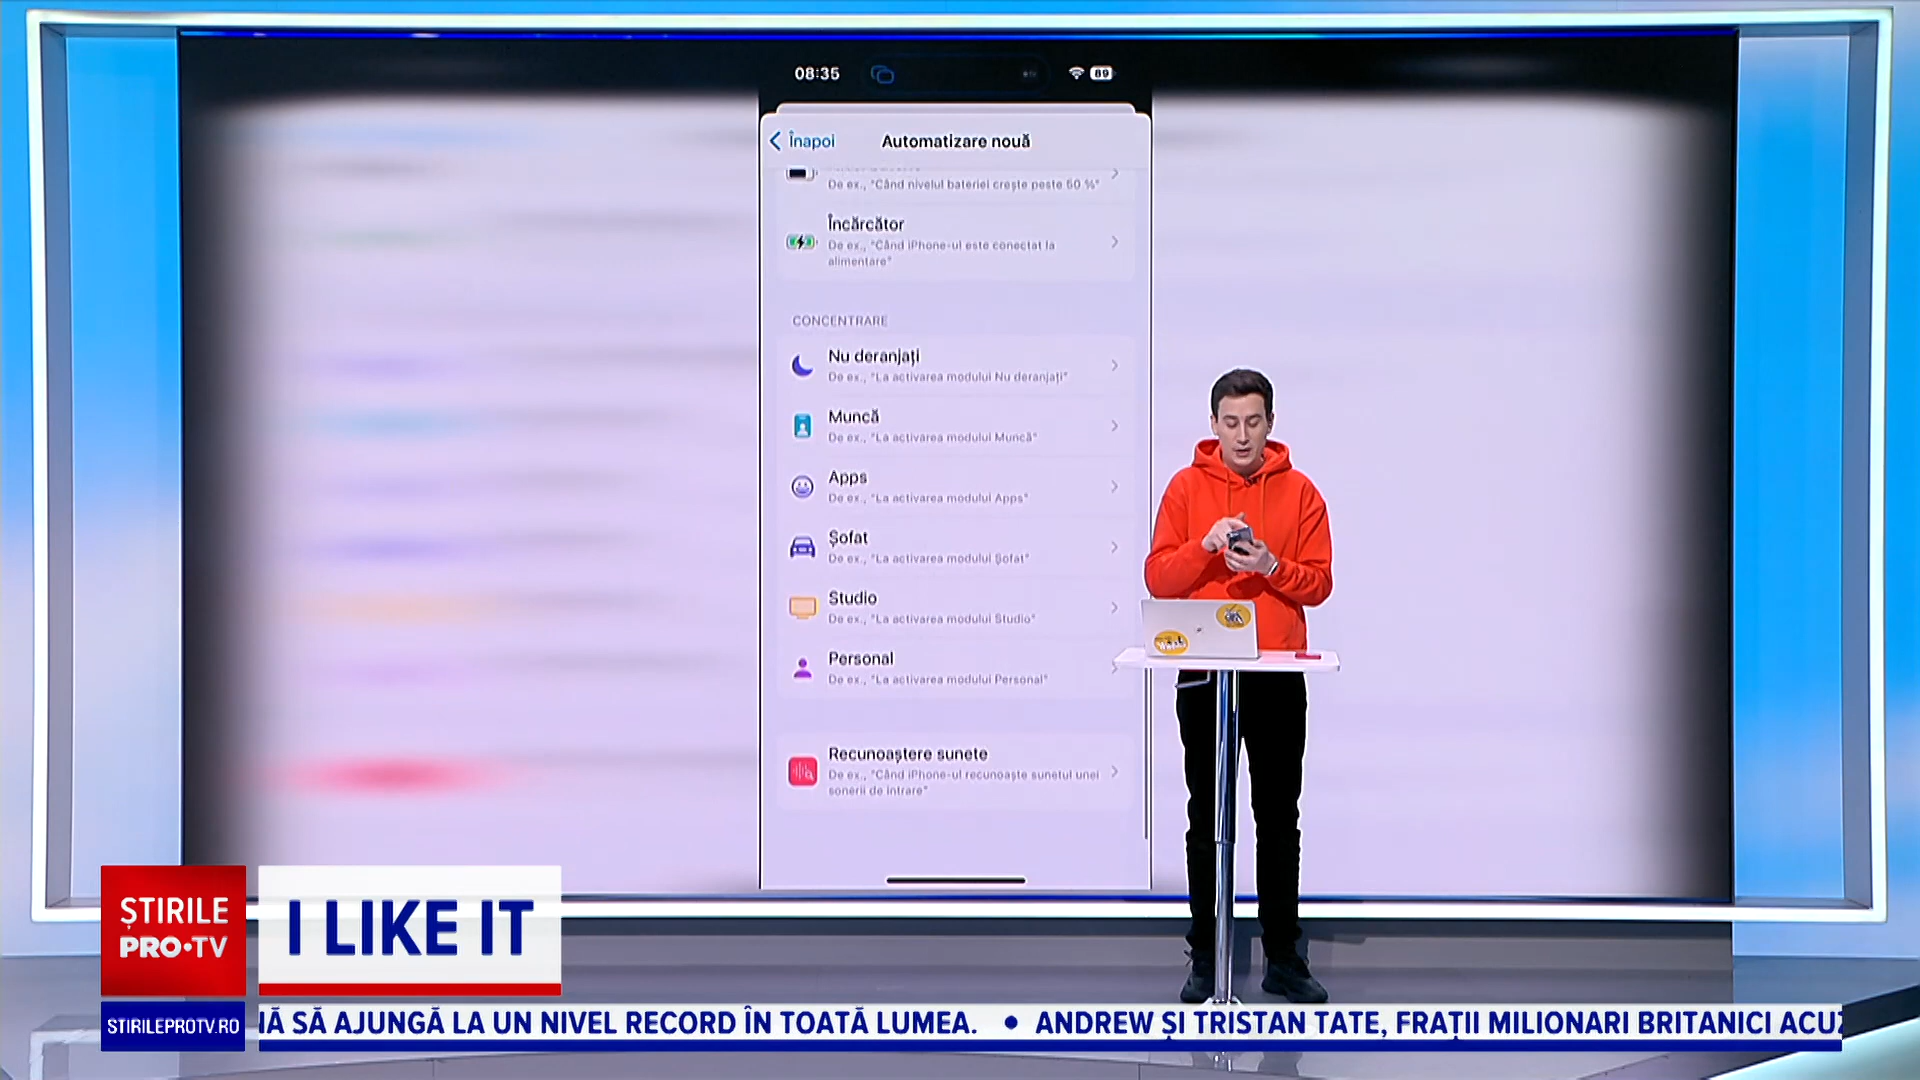 08:35
89
Înapoi
Automatizare nouă
De ex., "Când nivelul bateriei crește peste 50 %"
Încărcător
De ex., "Când iPhone-ul este conectat la
alimentare"
CONCENTRARE
Nu deranjați
De ex., "La activarea modului Nu deranjați"
Muncă
De ex., "La activarea modului Muncă"
Apps
De ex., "La activarea modului Apps"
Șofat
De ex., "La activarea modului Șofat"
Studio
De ex., "La activarea modului Studio"
Personal
De ex., "La activarea modului Personal"
Recunoaștere sunete
De ex., "Când iPhone-ul recunoaște sunetul unei
sonerii de intrare"
ȘTIRILE
PRO•TV
I LIKE IT
STIRILEPROTV.RO
SĂ AJUNGĂ LA UN NIVEL RECORD ÎN TOATĂ LUMEA. • ANDREW ȘI TRISTAN TATE, FRAȚII MILIONARI BRITANICI